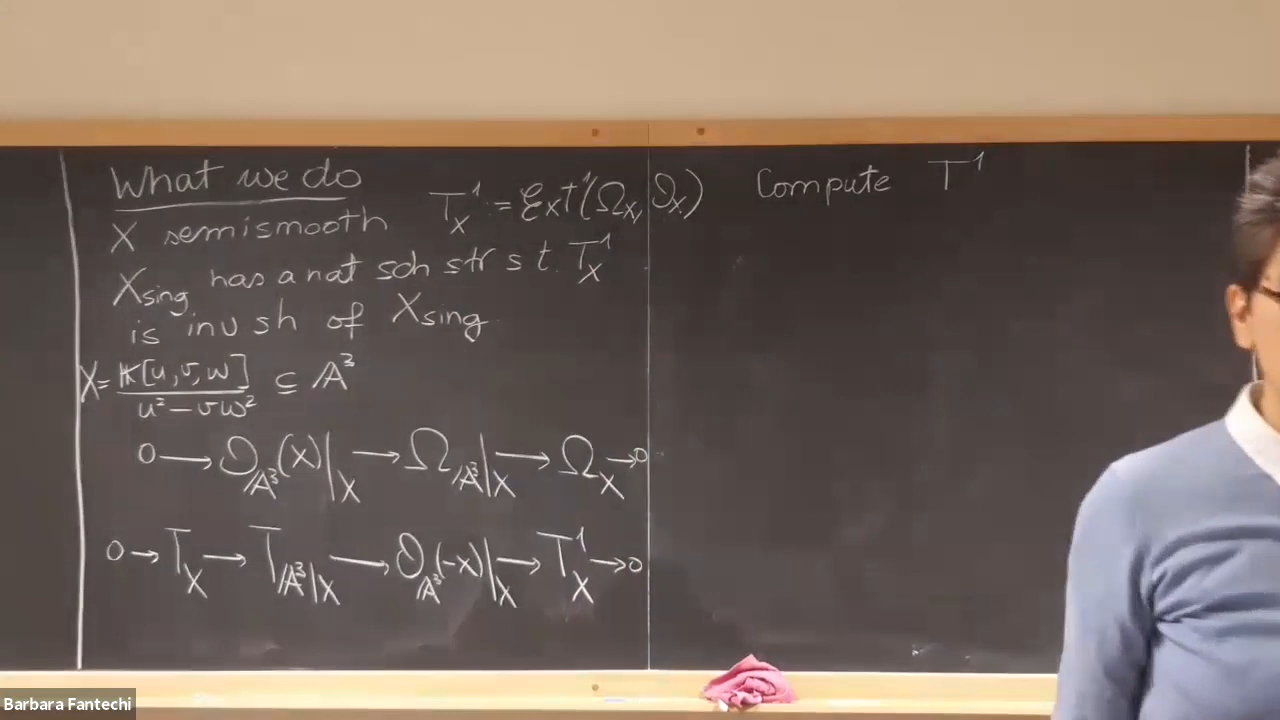 What we do
X semismooth T¹_X := Ext¹(Ω_X, O_X)
X_sing has a nat sch str s t. T¹_X
is inv sh of X_sing
X = K[u, v, w] / u² - vw² ⊆ A³
0 → O_A³(X)|_X → Ω_A³|_X → Ω_X → 0
0 → T_X → T_A³|_X → O_A³(-X)|_X → T¹_X → 0
Compute T¹
Barbara Fantechi